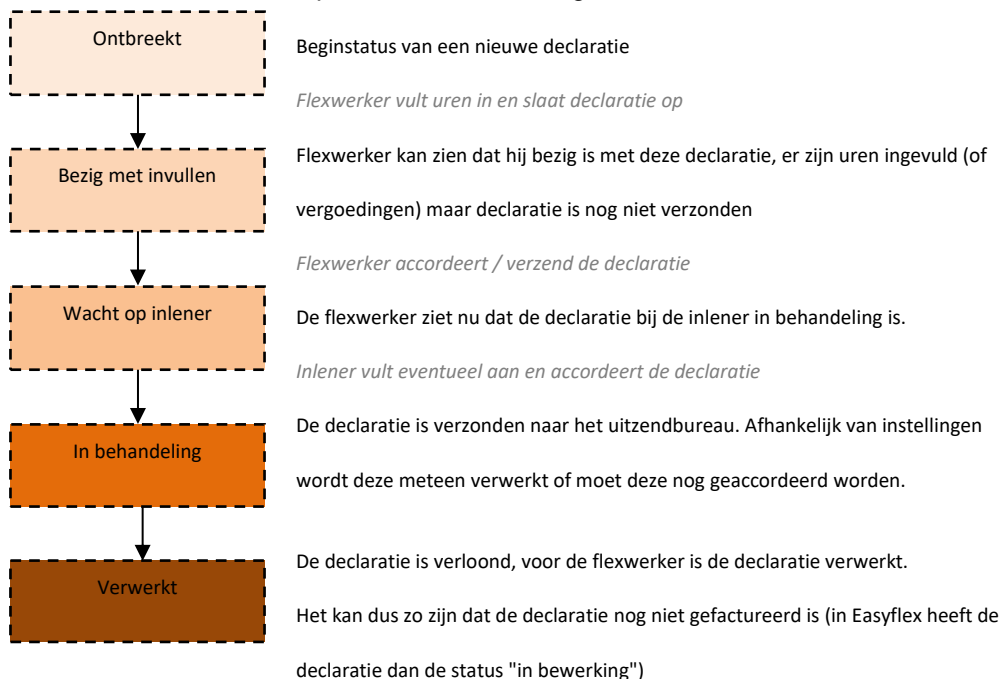 Ontbreekt
Beginstatus van een nieuwe declaratie
Flexwerker vult uren in en slaat declaratie op
Bezig met invullen
Flexwerker kan zien dat hij bezig is met deze declaratie, er zijn uren ingevuld (of
vergoedingen) maar declaratie is nog niet verzonden
Flexwerker accordeert / verzend de declaratie
Wacht op inlener
De flexwerker ziet nu dat de declaratie bij de inlener in behandeling is.
Inlener vult eventueel aan en accordeert de declaratie
In behandeling
De declaratie is verzonden naar het uitzendbureau. Afhankelijk van instellingen
wordt deze meteen verwerkt of moet deze nog geaccordeerd worden.
Verwerkt
De declaratie is verloond, voor de flexwerker is de declaratie verwerkt.
Het kan dus zo zijn dat de declaratie nog niet gefactureerd is (in Easyflex heeft de
declaratie dan de status "in bewerking")